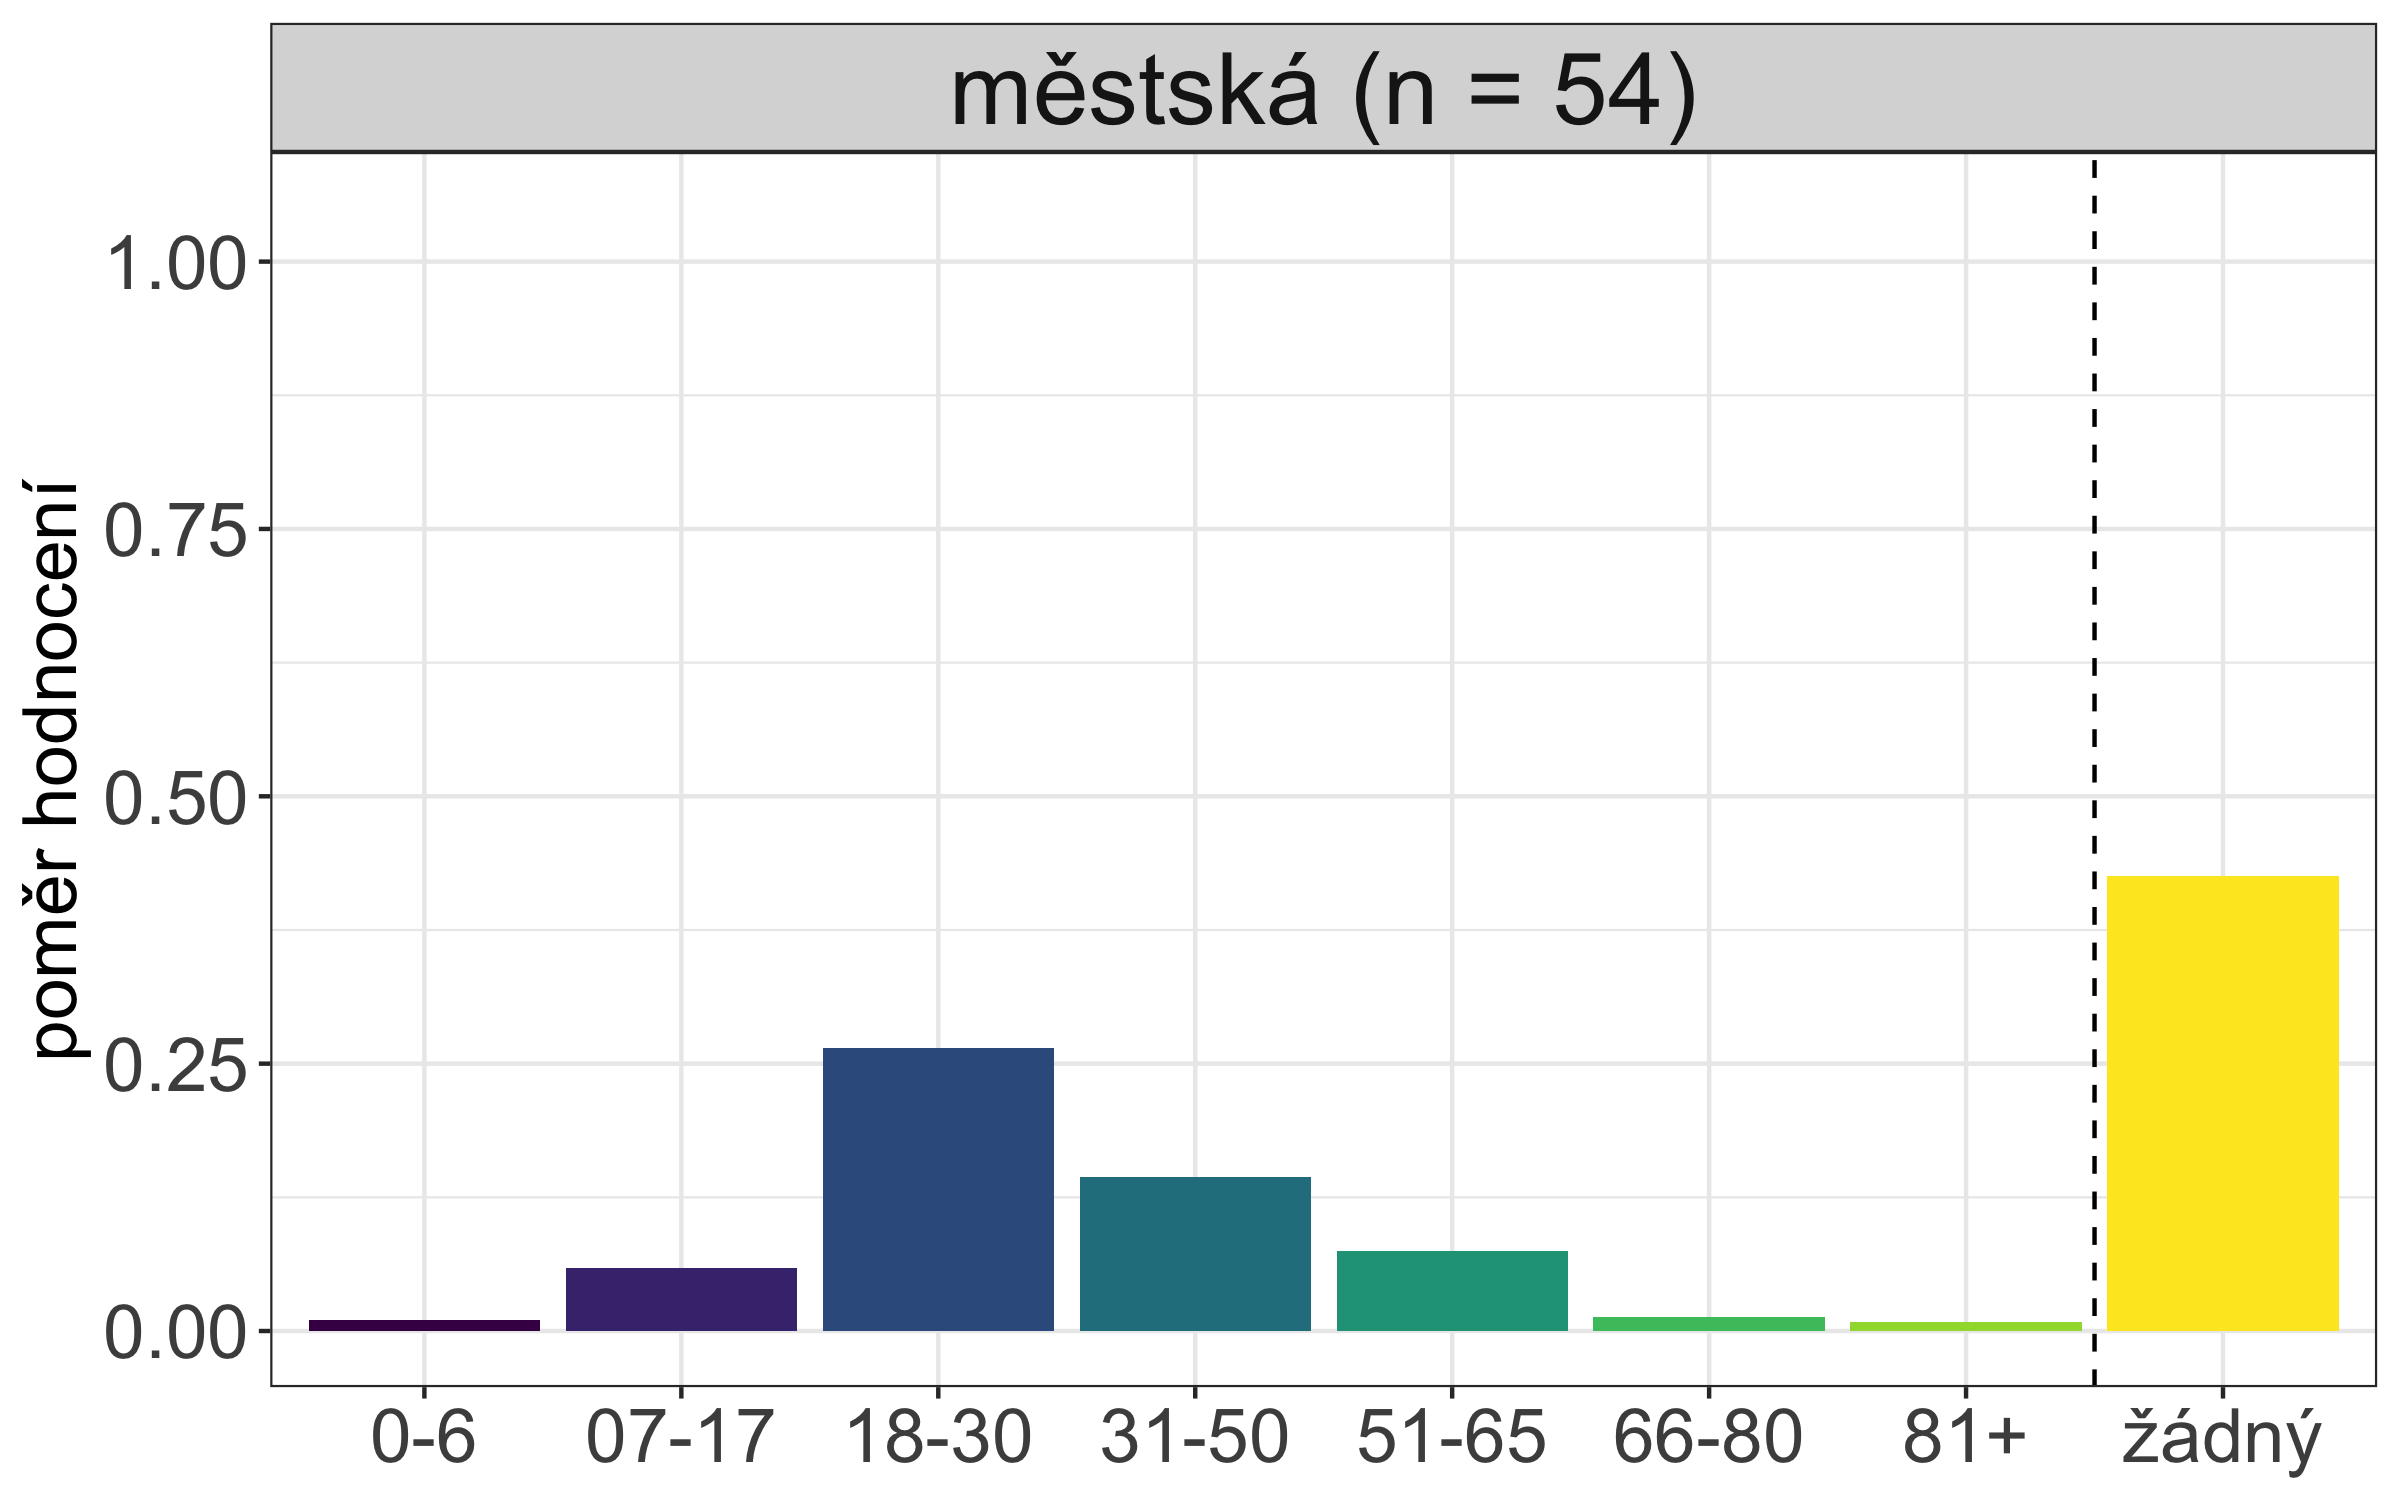 městská (n = 54)
poměr hodnocení
1.00
0.75
0.50
0.25
0.00
0-6 07-17 18-30 31-50 51-65 66-80 81+ žádný